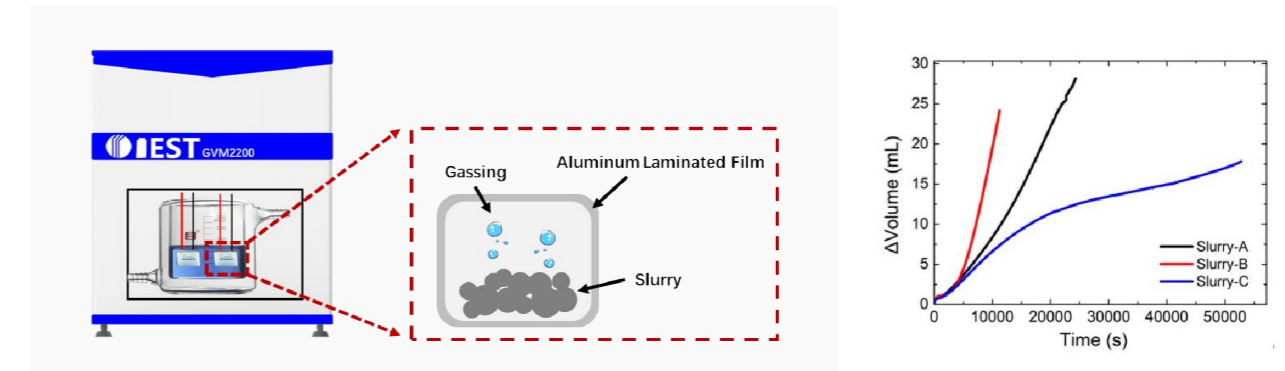 IEST GVM2200
Gassing
Aluminum Laminated Film
Slurry
30
25
20
15
10
5
0
ΔVolume (mL)
Slurry-A
Slurry-B
Slurry-C
0 10000 20000 30000 40000 50000
Time (s)